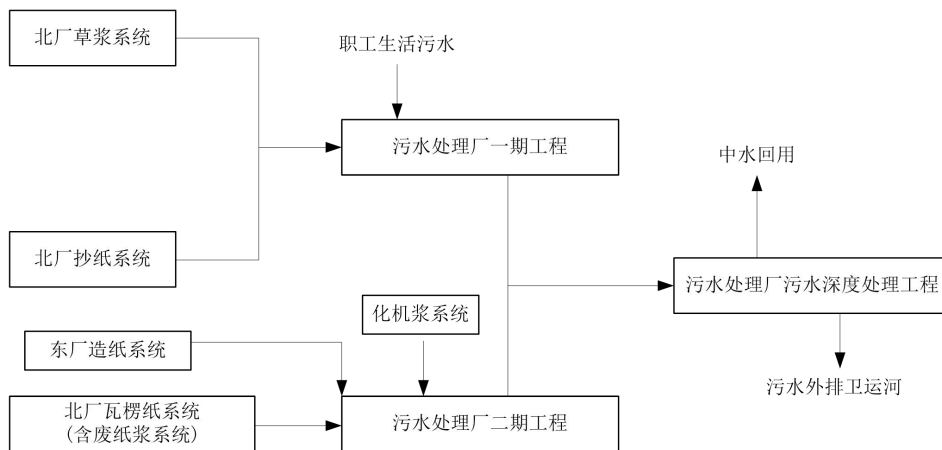 北厂草浆系统
职工生活污水
污水处理厂一期工程
中水回用
北厂抄纸系统
污水处理厂污水深度处理工程
化机浆系统
东厂造纸系统
污水外排卫运河
北厂瓦楞纸系统
(含废纸浆系统)
污水处理厂二期工程